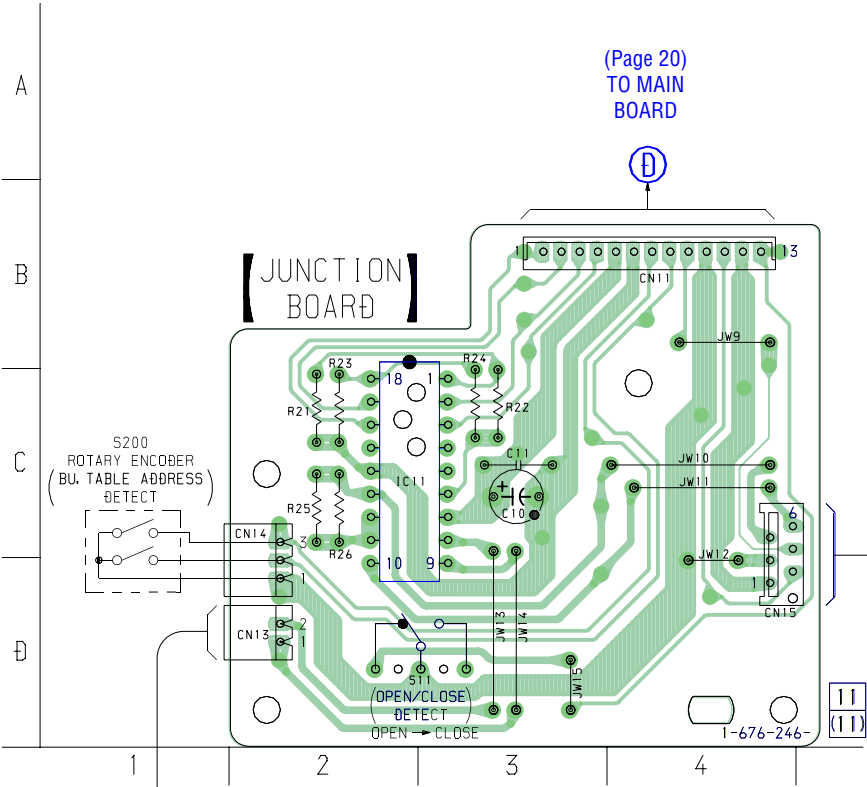 (Page 20)
TO MAIN
BOARD
D
A
B
C
D
JUNCTION
BOARD
1
13
CN11
JW9
R23
R24
18
1
R21
R22
S200
ROTARY ENCODER
(BU. TABLE ADDRESS
DETECT)
C11
JW10
IC11
JW11
+
C10
R25
R26
CN14
3
1
10
9
JW12
6
1
CN15
CN13
2
1
JW13
JW14
JW15
S11
(OPEN/CLOSE
DETECT)
OPEN → CLOSE
1-676-246-
11
(11)
1
2
3
4